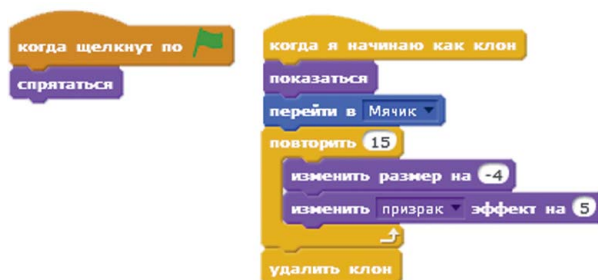 когда щелкнут по
спрятаться
когда я начинаю как клон
показаться
перейти в Мячик
повторить 15
изменить размер на -4
изменить призрак эффект на 5
удалить клон